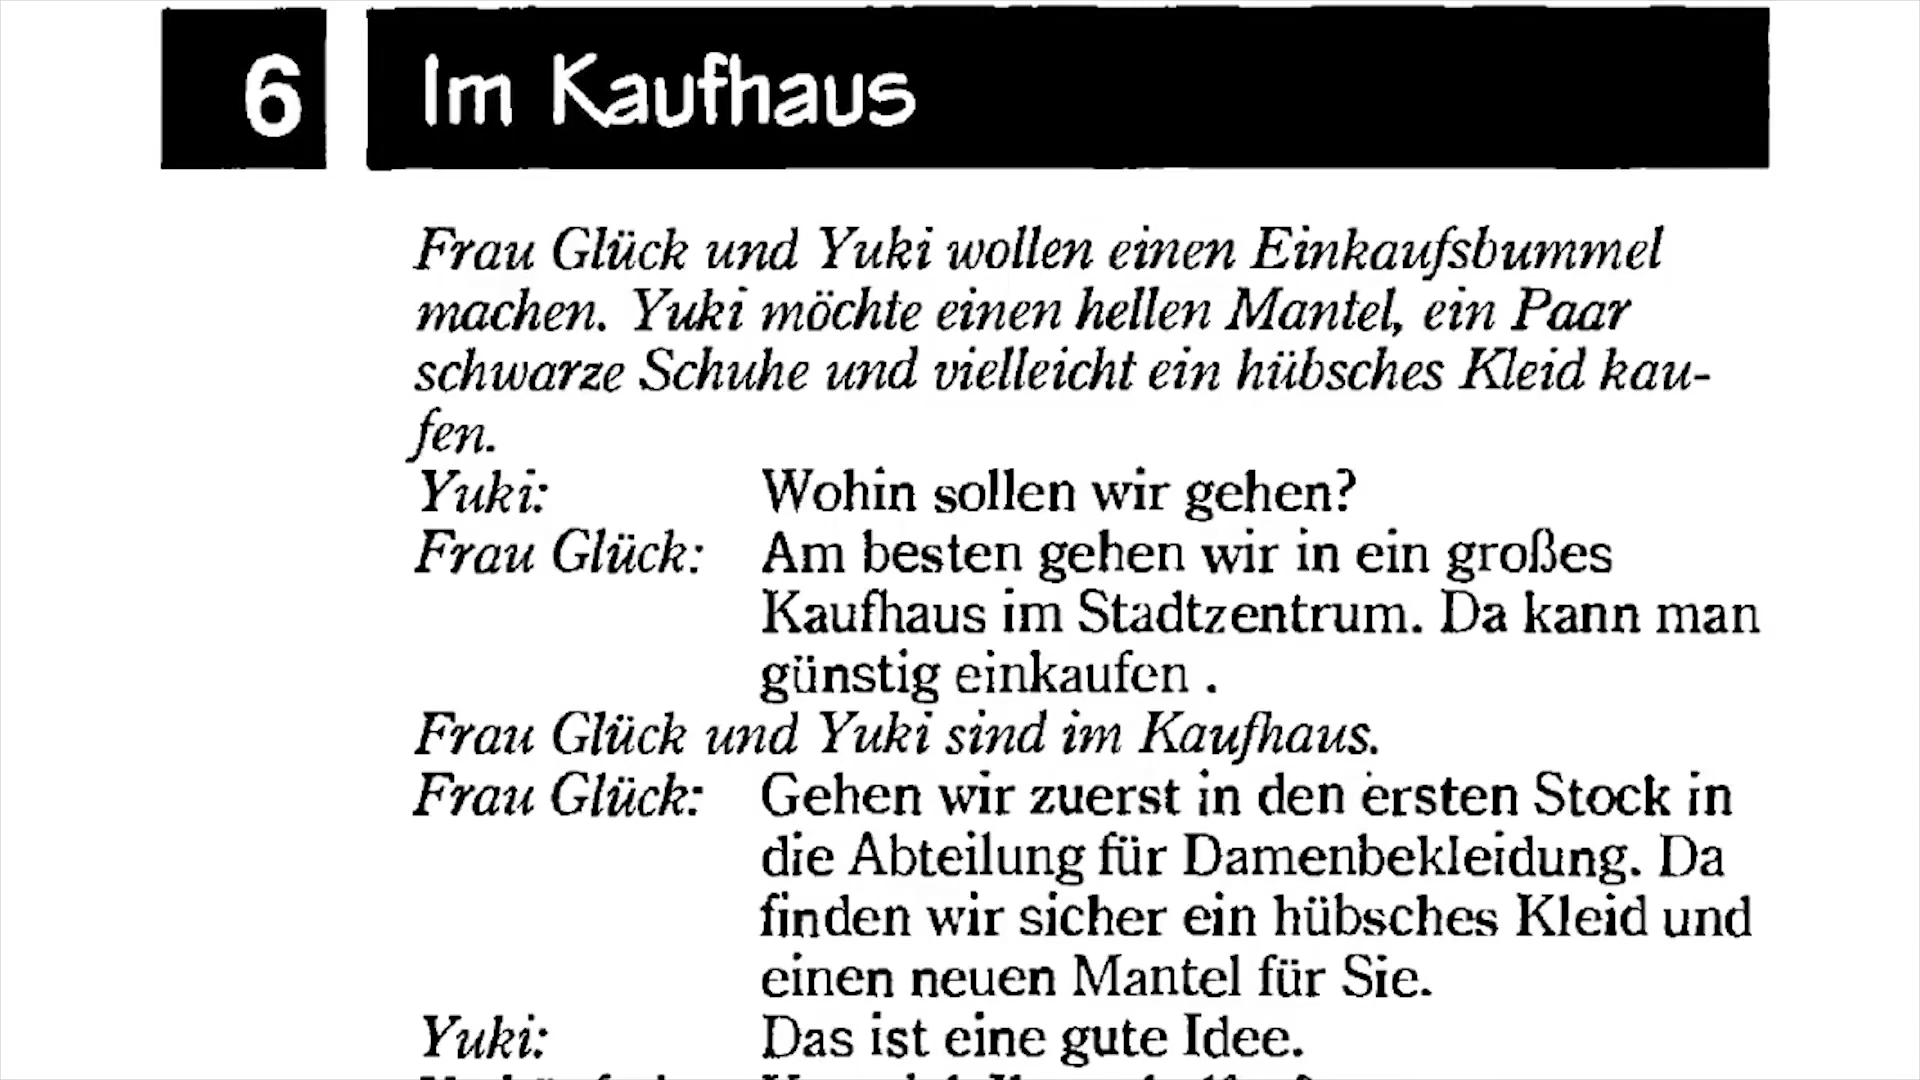 6 Im Kaufhaus
Frau Glück und Yuki wollen einen Einkaufsbummel
machen. Yuki möchte einen hellen Mantel, ein Paar
schwarze Schuhe und vielleicht ein hübsches Kleid kau-
fen.
Yuki: Wohin sollen wir gehen?
Frau Glück: Am besten gehen wir in ein großes
Kaufhaus im Stadtzentrum. Da kann man
günstig einkaufen .
Frau Glück und Yuki sind im Kaufhaus.
Frau Glück: Gehen wir zuerst in den ersten Stock in
die Abteilung für Damenbekleidung. Da
finden wir sicher ein hübsches Kleid und
einen neuen Mantel für Sie.
Yuki: Das ist eine gute Idee.